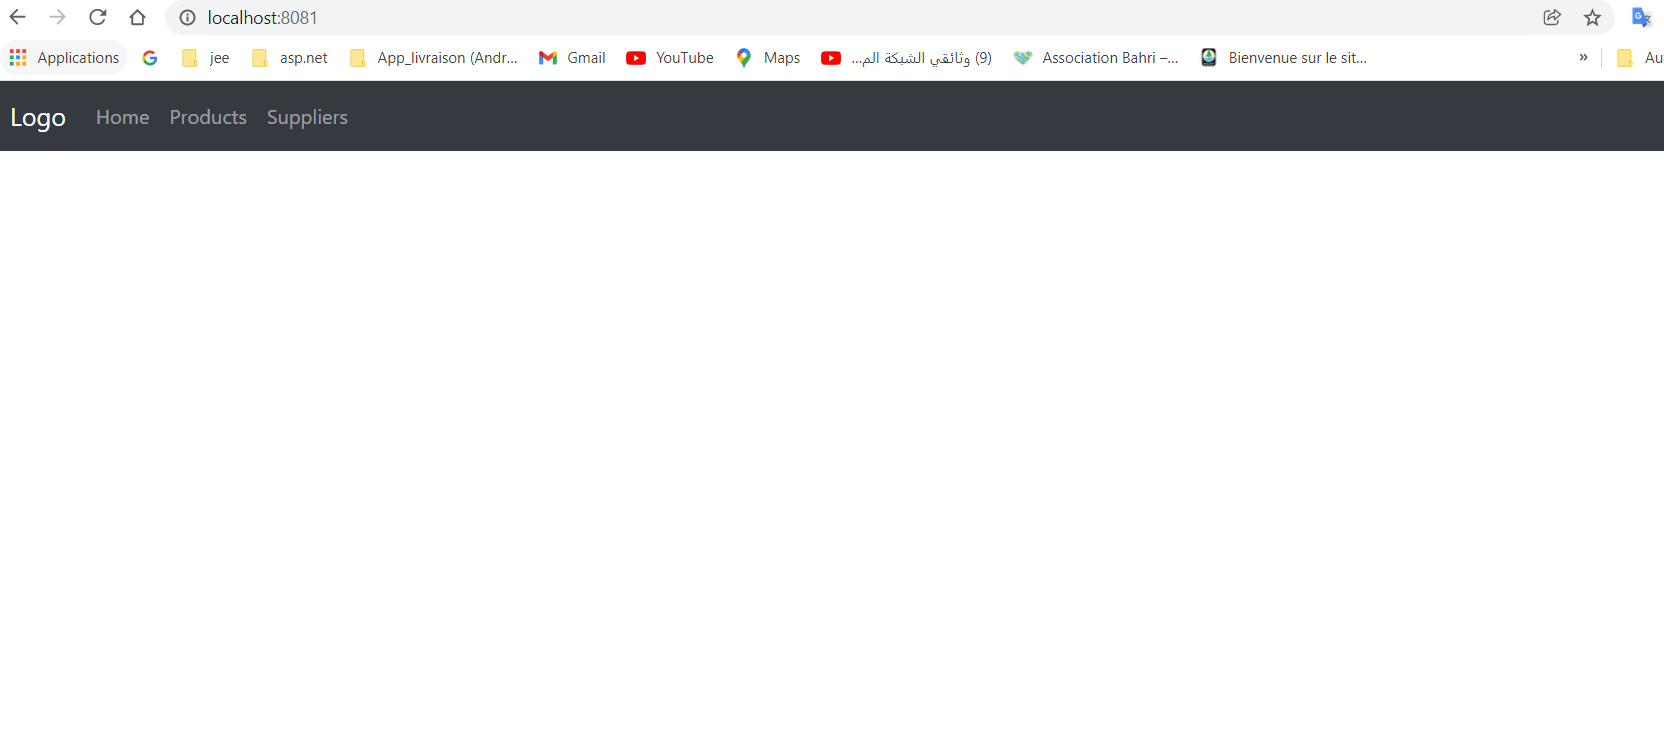 localhost:8081
Applications jee asp.net App_livraison (Andr... Gmail YouTube Maps (9) وثائقي الشبكة الم... Association Bahri –... Bienvenue sur le sit... » Au
Logo Home Products Suppliers